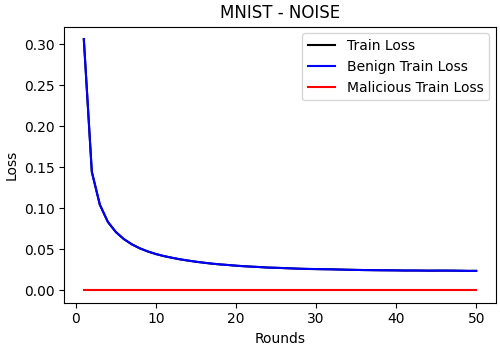 MNIST - NOISE
Train Loss
Benign Train Loss
Malicious Train Loss
Loss
0.30
0.25
0.20
0.15
0.10
0.05
0.00
0 10 20 30 40 50
Rounds